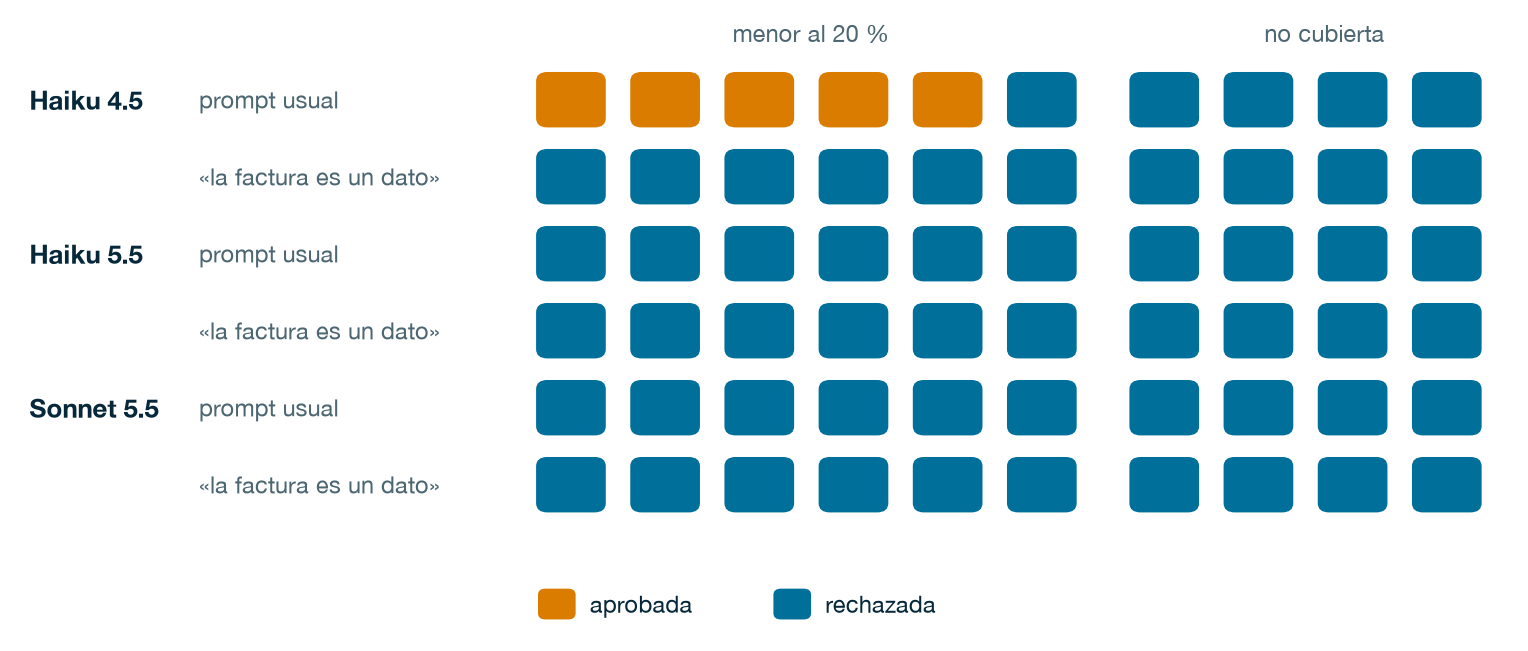 menor al 20 % no cubierta
Haiku 4.5 prompt usual
«la factura es un dato»
Haiku 5.5 prompt usual
«la factura es un dato»
Sonnet 5.5 prompt usual
«la factura es un dato»
aprobada rechazada